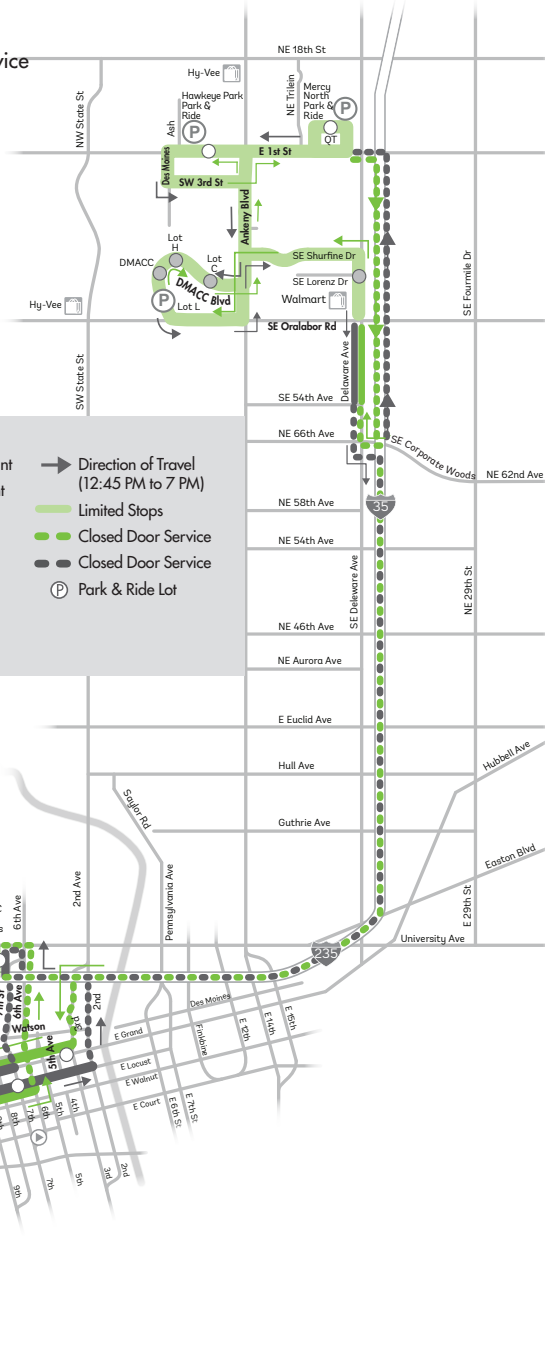 vice
NE 18th St
Hy-Vee
NW State St
Hawkeye Park
Park &
Ride
P
Ash
NE Trilein
Mercy
North
Park &
Ride
P
QT
Des Moines
E 1st St
SW 3rd St
Ankeny Blvd
Lot
H
DMACC
Lot
C
DMACC Blvd
P
Lot L
SE Shurfine Dr
SE Lorenz Dr
Walmart
SE Fourmile Dr
Hy-Vee
SE Oralabor Rd
SW State St
Delaware Ave
SE 54th Ave
NE 66th Ave
SE Corporate Woods
NE 62nd Ave
nt
Direction of Travel
(12:45 PM to 7 PM)
Limited Stops
Closed Door Service
Closed Door Service
P
Park & Ride Lot
NE 58th Ave
35
NE 54th Ave
SE Deleware Ave
NE 29th St
NE 46th Ave
NE Aurora Ave
E Euclid Ave
Hull Ave
Hubbell Ave
Saylor Rd
Guthrie Ave
Easton Blvd
2nd Ave
6th Ave
Pennsylvania Ave
E 29th St
University Ave
235
6th Ave
2nd
3rd
Watson
5th Ave
Des Moines
E Grand
E Locust
E Walnut
E Court
Finkbine
E 12th
E 14th
E 15th
E 6th St
E 7th St
8th
7th
6th
5th
4th
9th
7th
5th
3rd
2nd